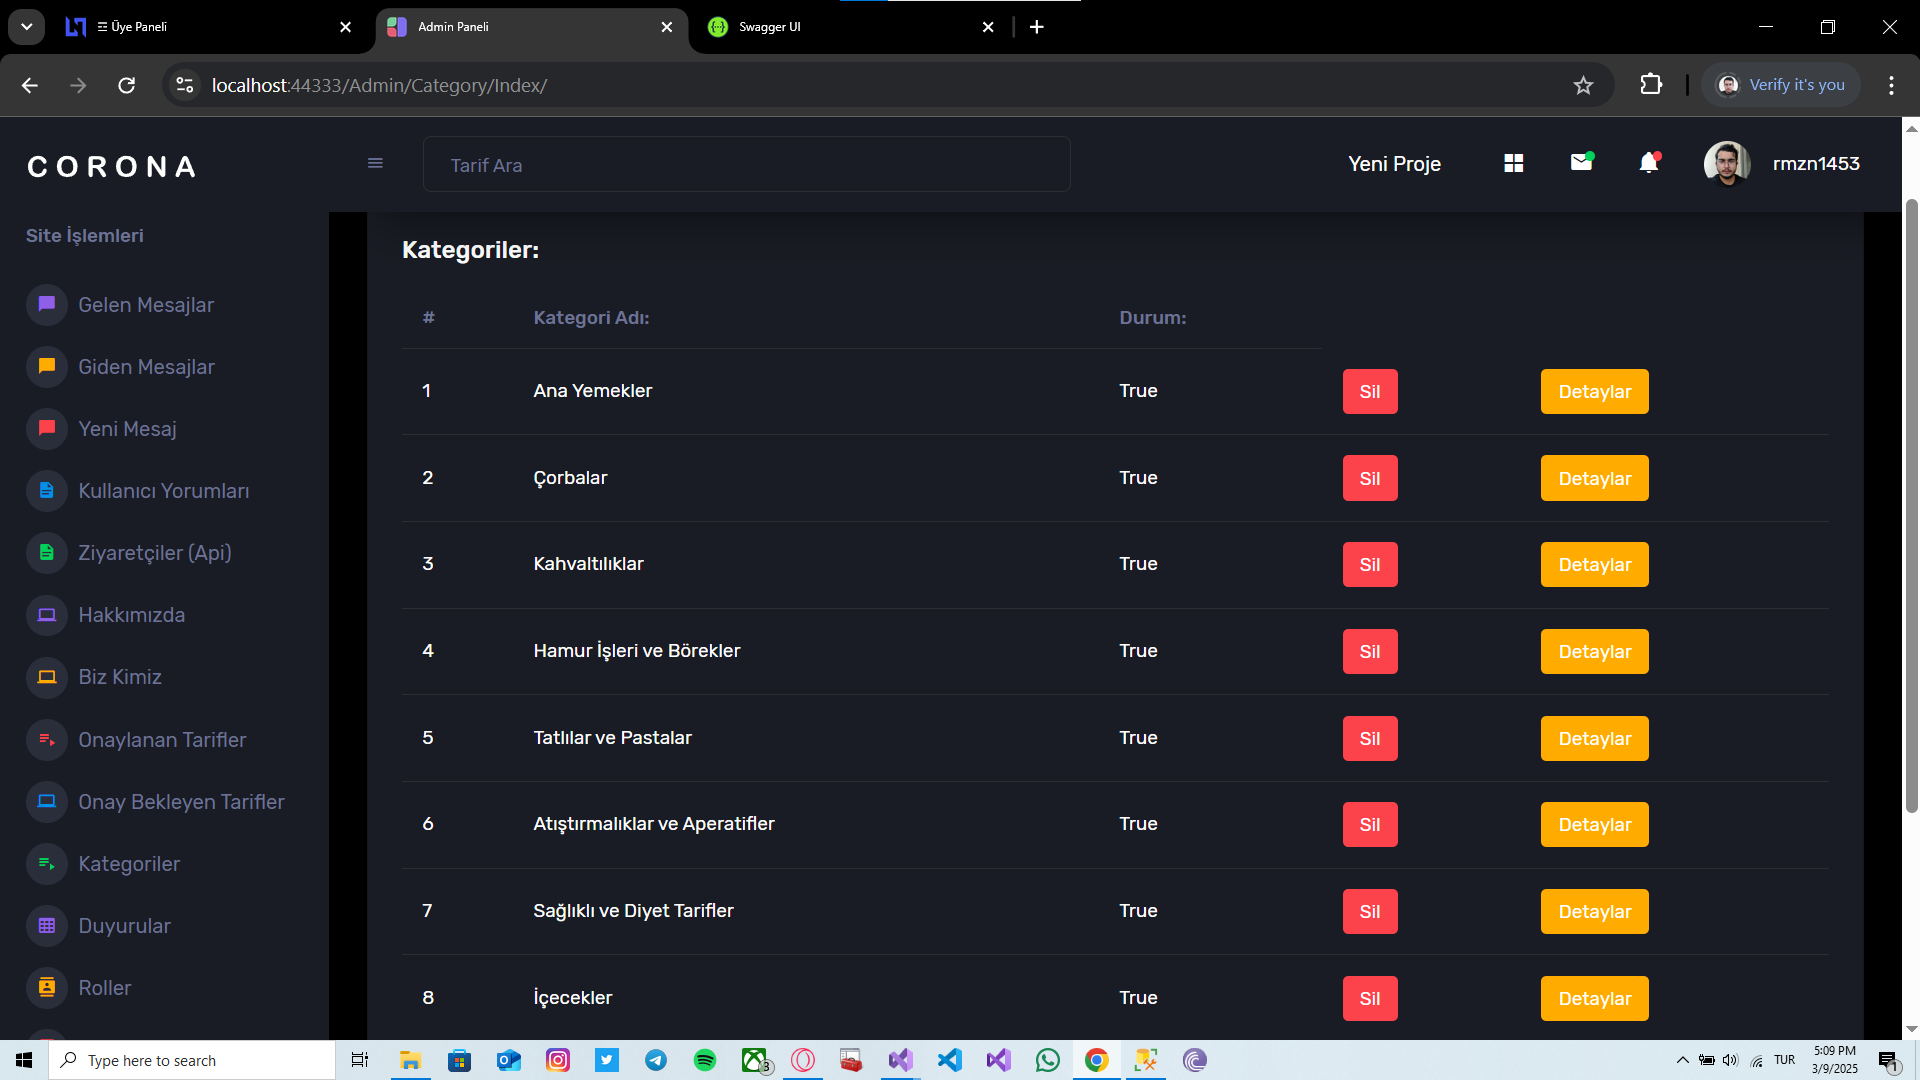 Üye Paneli
Admin Paneli
Swagger UI
localhost:44333/Admin/Category/Index/
Verify it's you
CORONA
Tarif Ara
Yeni Proje
rmzn1453
Site İşlemleri
Gelen Mesajlar
Giden Mesajlar
Yeni Mesaj
Kullanıcı Yorumları
Ziyaretçiler (Api)
Hakkımızda
Biz Kimiz
Onaylanan Tarifler
Onay Bekleyen Tarifler
Kategoriler
Duyurular
Roller
Kategoriler:
# Kategori Adı: Durum:
1 Ana Yemekler True Sil Detaylar
2 Çorbalar True Sil Detaylar
3 Kahvaltılıklar True Sil Detaylar
4 Hamur İşleri ve Börekler True Sil Detaylar
5 Tatlılar ve Pastalar True Sil Detaylar
6 Atıştırmalıklar ve Aperatifler True Sil Detaylar
7 Sağlıklı ve Diyet Tarifler True Sil Detaylar
8 İçecekler True Sil Detaylar
Type here to search
3
TUR
5:09 PM
3/9/2025
1